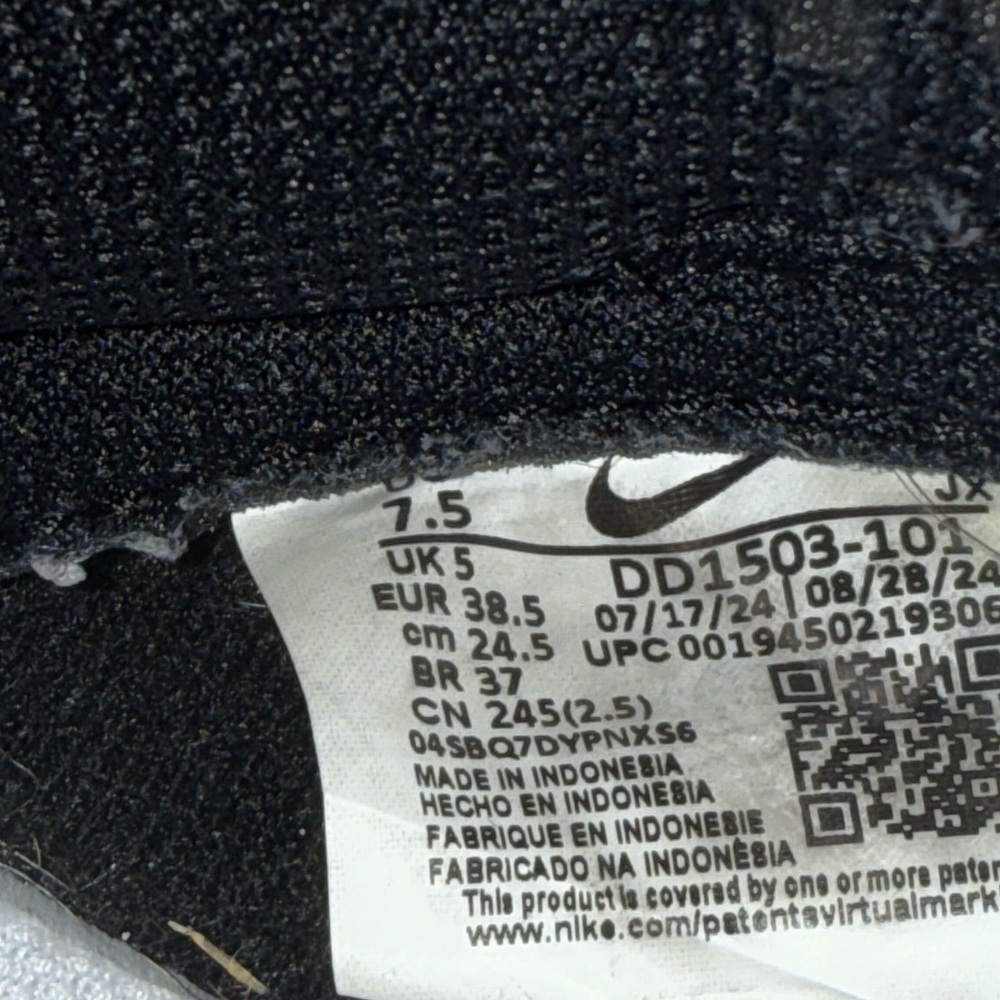 7.5
JX
UK 5
DD1503-101
EUR 38.5
07/17/24 | 08/28/24
cm 24.5
UPC 0019450219306
BR 37
CN 245(2.5)
04SBQ7DYPNXS6
MADE IN INDONESIA
HECHO EN INDONESIA
FABRIQUE EN INDONESIE
FABRICADO NA INDONÉSIA
This product is covered by one or more paten
www.nike.com/patentsvirtualmark